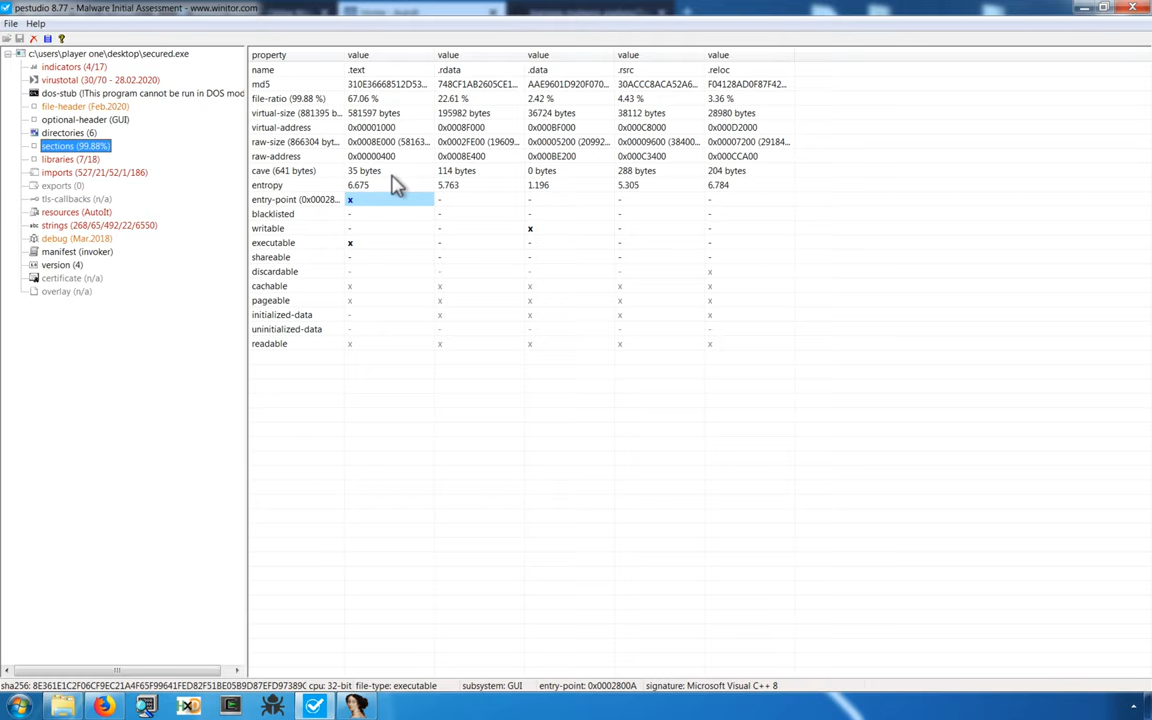 pestudio 8.77 - Malware Initial Assessment - www.winitor.com
File Help
c:\users\player one\desktop\secured.exe
indicators (4/17)
virustotal (30/70 - 28.02.2020)
dos-stub (!This program cannot be run in DOS mod
file-header (Feb.2020)
optional-header (GUI)
directories (6)
sections (99.88%)
libraries (7/18)
imports (527/21/52/1/186)
exports (0)
tls-callbacks (n/a)
resources (AutoIt)
strings (268/65/492/22/6550)
debug (Mar.2018)
manifest (invoker)
version (4)
certificate (n/a)
overlay (n/a)
property value value value value value
name .text .rdata .data .rsrc .reloc
md5 310E36668512D53... 748CF1AB2605CE1... AAE9601D920F070... 30ACCC8ACA52A6... F04128AD0F87F42...
file-ratio (99.88 %) 67.06 % 22.61 % 2.42 % 4.43 % 3.36 %
virtual-size (881395 b... 581597 bytes 195982 bytes 36724 bytes 38112 bytes 28980 bytes
virtual-address 0x00001000 0x0008F000 0x000BF000 0x000C8000 0x000D2000
raw-size (866304 byt... 0x0008E000 (58163... 0x0002FE00 (19609... 0x00005200 (20992... 0x00009600 (38400... 0x00007200 (29184...
raw-address 0x00000400 0x0008E400 0x000BE200 0x000C3400 0x000CCA00
cave (641 bytes) 35 bytes 114 bytes 0 bytes 288 bytes 204 bytes
entropy 6.675 5.763 1.196 5.305 6.784
entry-point (0x00028... x - - - -
blacklisted - - - - -
writable - - x - -
executable x - - - -
shareable - - - - -
discardable - - - - x
cachable x x x x x
pageable x x x x x
initialized-data - x x x x
uninitialized-data - - - - -
readable x x x x x
sha256: 8E361E1C2F06CF9EC21A4F65F99641FED82F51BE05B9D87EFD97389C cpu: 32-bit file-type: executable subsystem: GUI entry-point: 0x0002800A signature: Microsoft Visual C++ 8